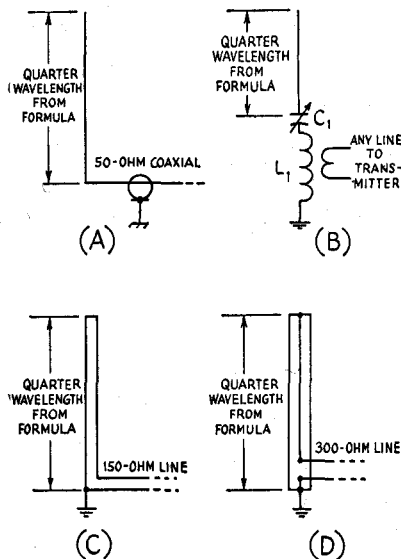 QUARTER
WAVELENGTH
FROM
FORMULA
50-OHM COAXIAL
(A)
QUARTER
WAVELENGTH
FROM
FORMULA
C1
L1
ANY LINE
TO
TRANS-
MITTER
(B)
QUARTER
WAVELENGTH
FROM
FORMULA
150-OHM LINE
(C)
QUARTER
WAVELENGTH
FROM
FORMULA
300-OHM LINE
(D)